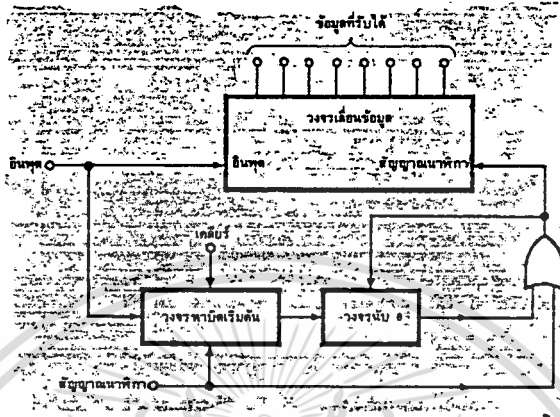 ข้อมูลที่รับได้
วงจรเลื่อนข้อมูล
อินพุต
อินพุต
สัญญาณนาฬิกา
เคลียร์
วงจรหาบิตเริ่มต้น
วงจรนับ 8
สัญญาณนาฬิกา